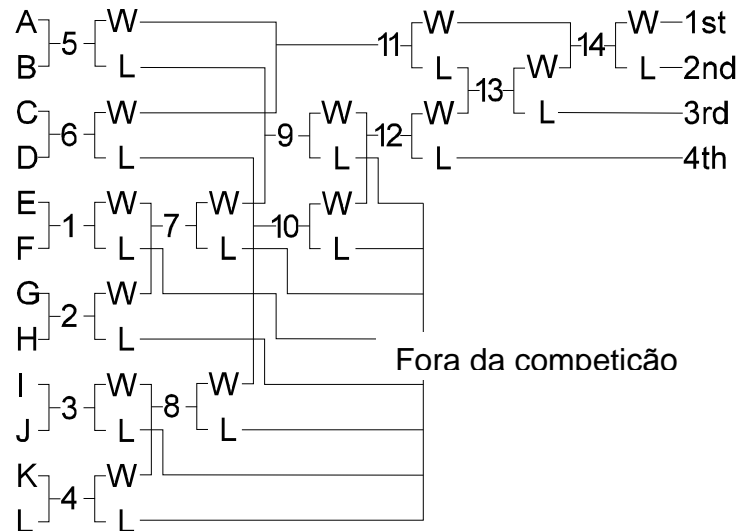 A W W W 1st
5 11 14
B L L W L 2nd
13
C W W W L 3rd
6 9 12
D L L L 4th
E W W W
1 7 10
F L L L
G W
2
H L
Fora da competição
I W W
3 8
J L L
K W
4
L L